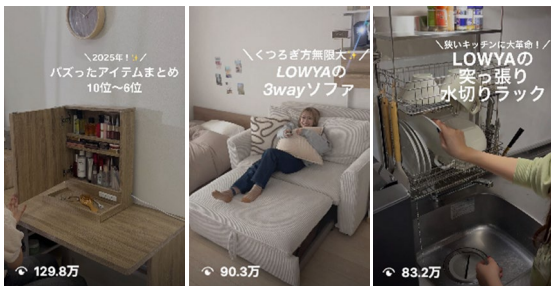 ＼2025年！✨／
バズったアイテムまとめ
10位〜6位
129.8万
＼くつろぎ方無限大✨／
LOWYAの
3wayソファ
90.3万
＼狭いキッチンに大革命！／
LOWYAの
突っ張り
水切りラック
83.2万